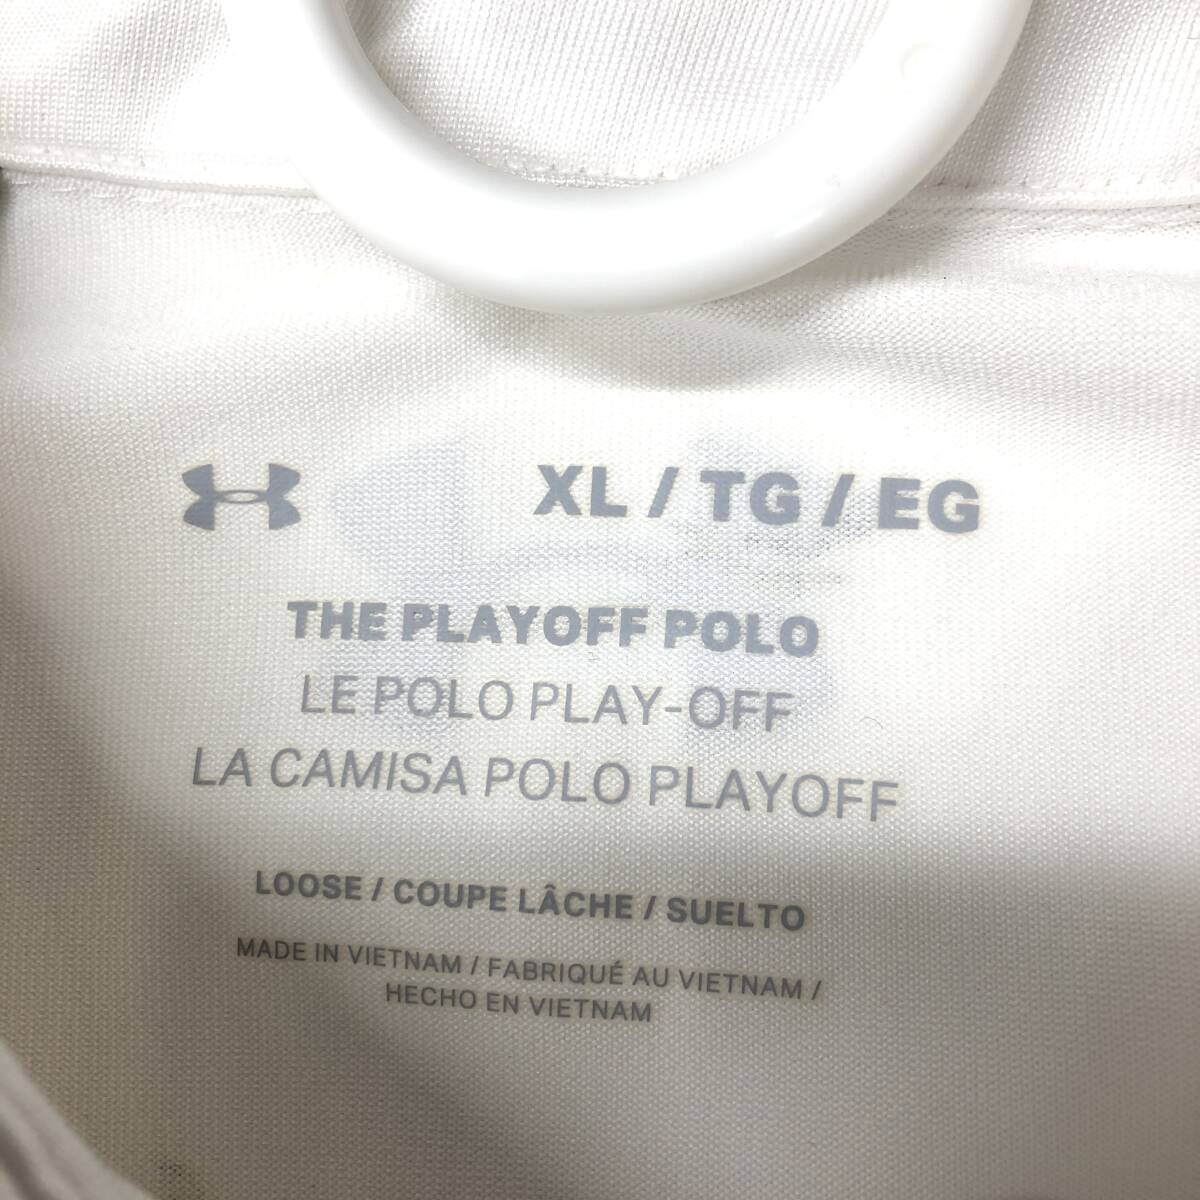 XL / TG / EG
THE PLAYOFF POLO
LE POLO PLAY-OFF
LA CAMISA POLO PLAYOFF
LOOSE / COUPE LÂCHE / SUELTO
MADE IN VIETNAM / FABRIQUÉ AU VIETNAM /
HECHO EN VIETNAM